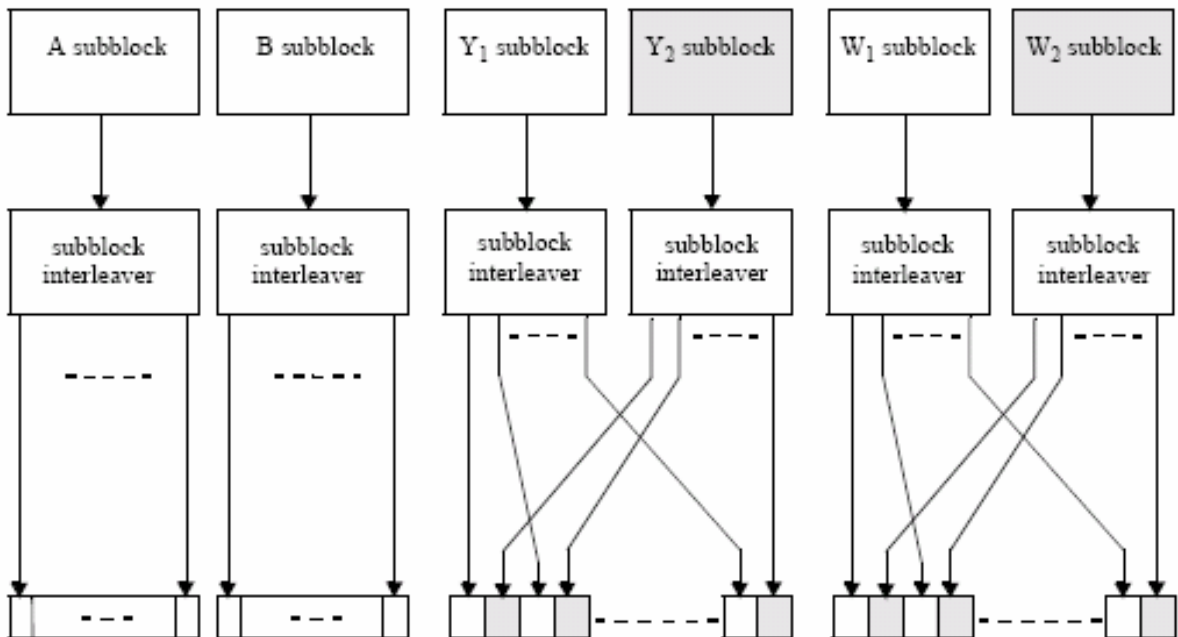 A subblock
B subblock
Y1 subblock
Y2 subblock
W1 subblock
W2 subblock
subblock
interleaver
subblock
interleaver
subblock
interleaver
subblock
interleaver
subblock
interleaver
subblock
interleaver